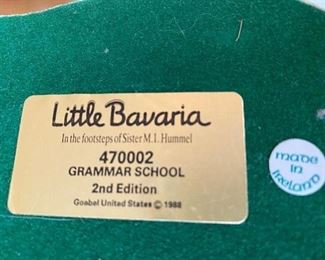 Little Bavaria
In the footsteps of Sister M.I. Hummel
470002
GRAMMAR SCHOOL
2nd Edition
Goebel United States © 1988
made
in
ireland